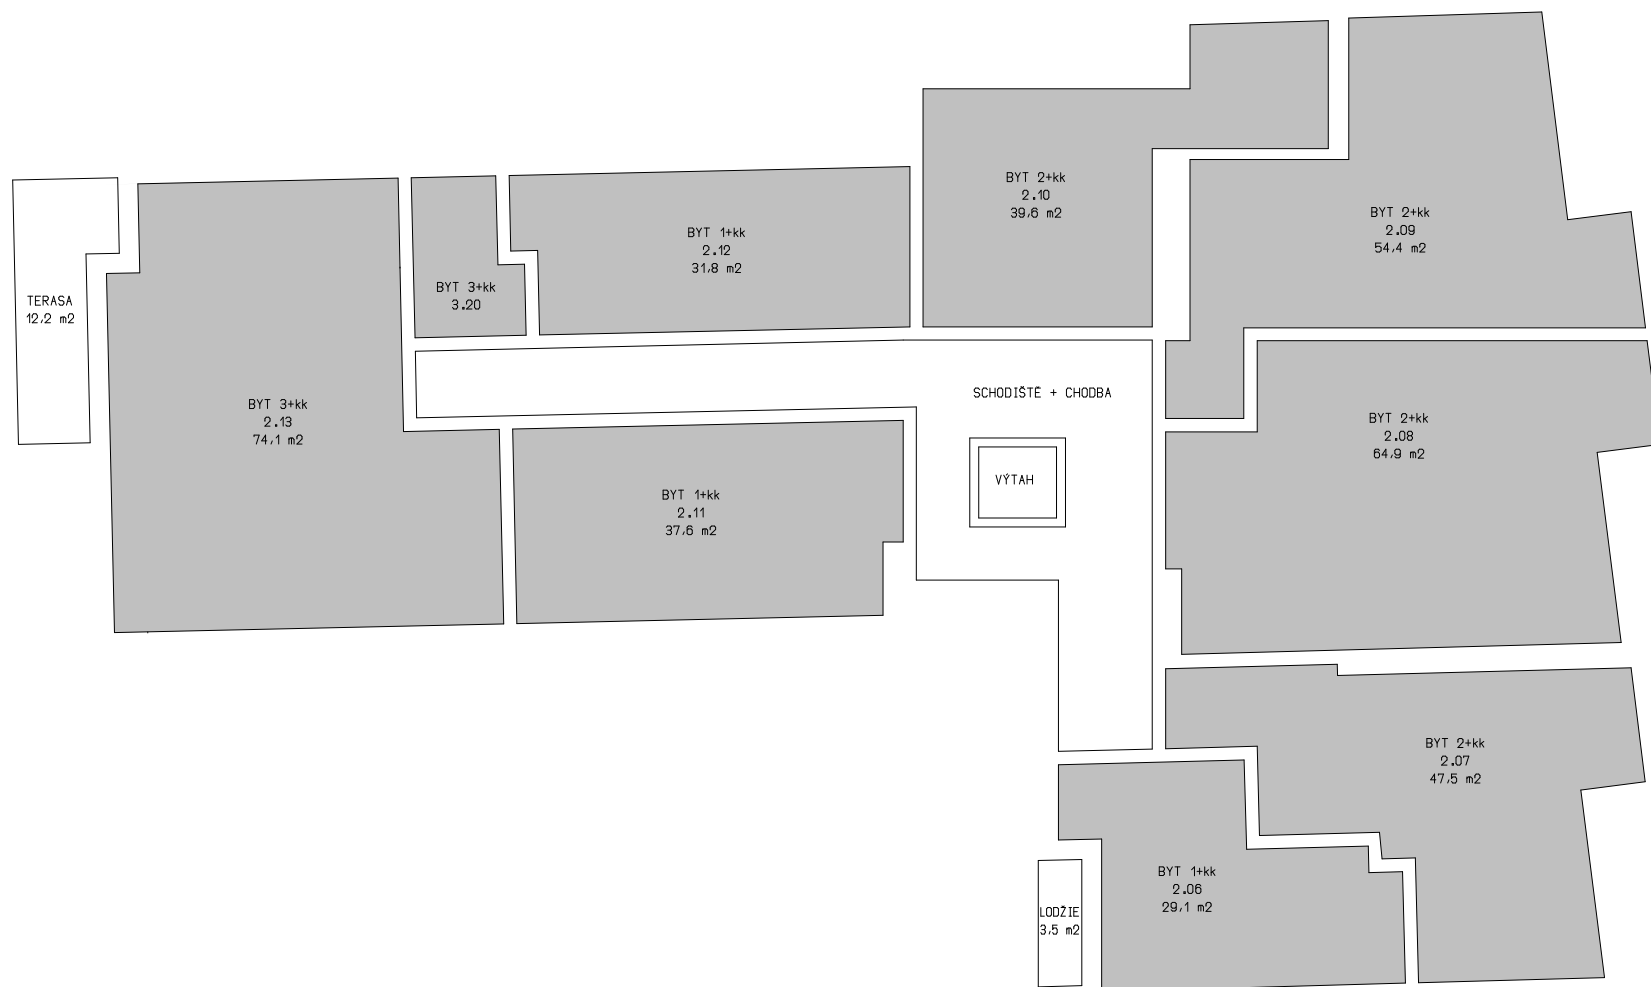 BYT 2+kk
2.10
39,6 m2
BYT 2+kk
2.09
54,4 m2
BYT 1+kk
2.12
31,8 m2
BYT 3+kk
3.20
TERASA
12,2 m2
BYT 3+kk
2.13
74,1 m2
SCHODIŠTĚ + CHODBA
BYT 2+kk
2.08
64,9 m2
VÝTAH
BYT 1+kk
2.11
37,6 m2
BYT 2+kk
2.07
47,5 m2
BYT 1+kk
2.06
29,1 m2
LODŽIE
3,5 m2